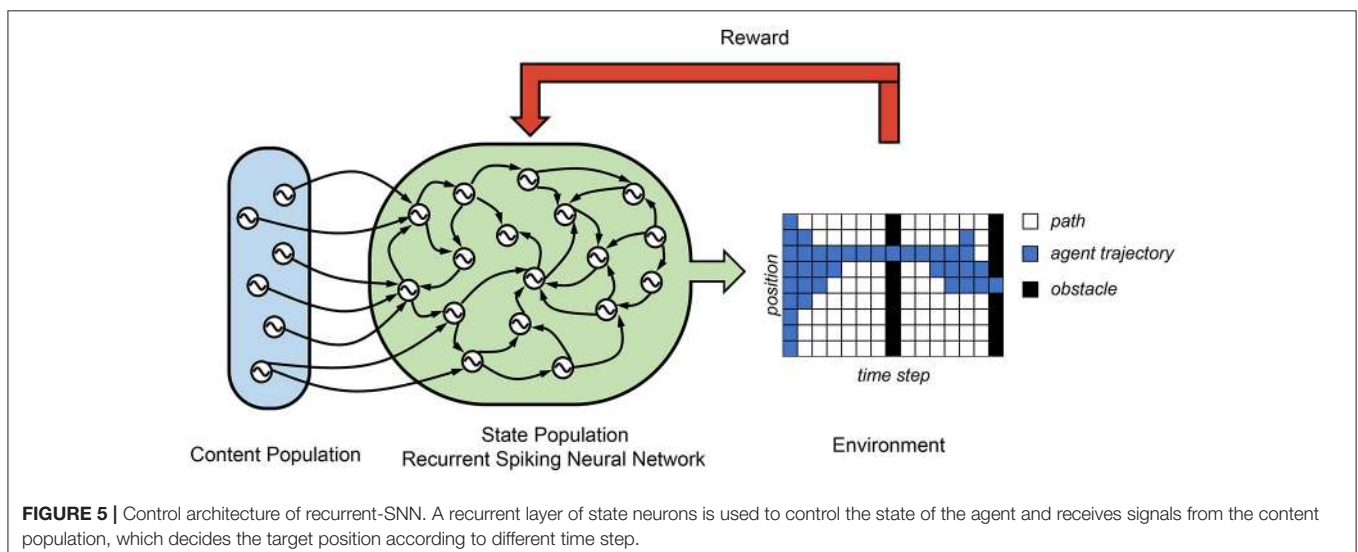 Reward
path
agent trajectory
obstacle
position
time step
Content Population
State Population
Recurrent Spiking Neural Network
Environment
FIGURE 5 | Control architecture of recurrent-SNN. A recurrent layer of state neurons is used to control the state of the agent and receives signals from the content
population, which decides the target position according to different time step.